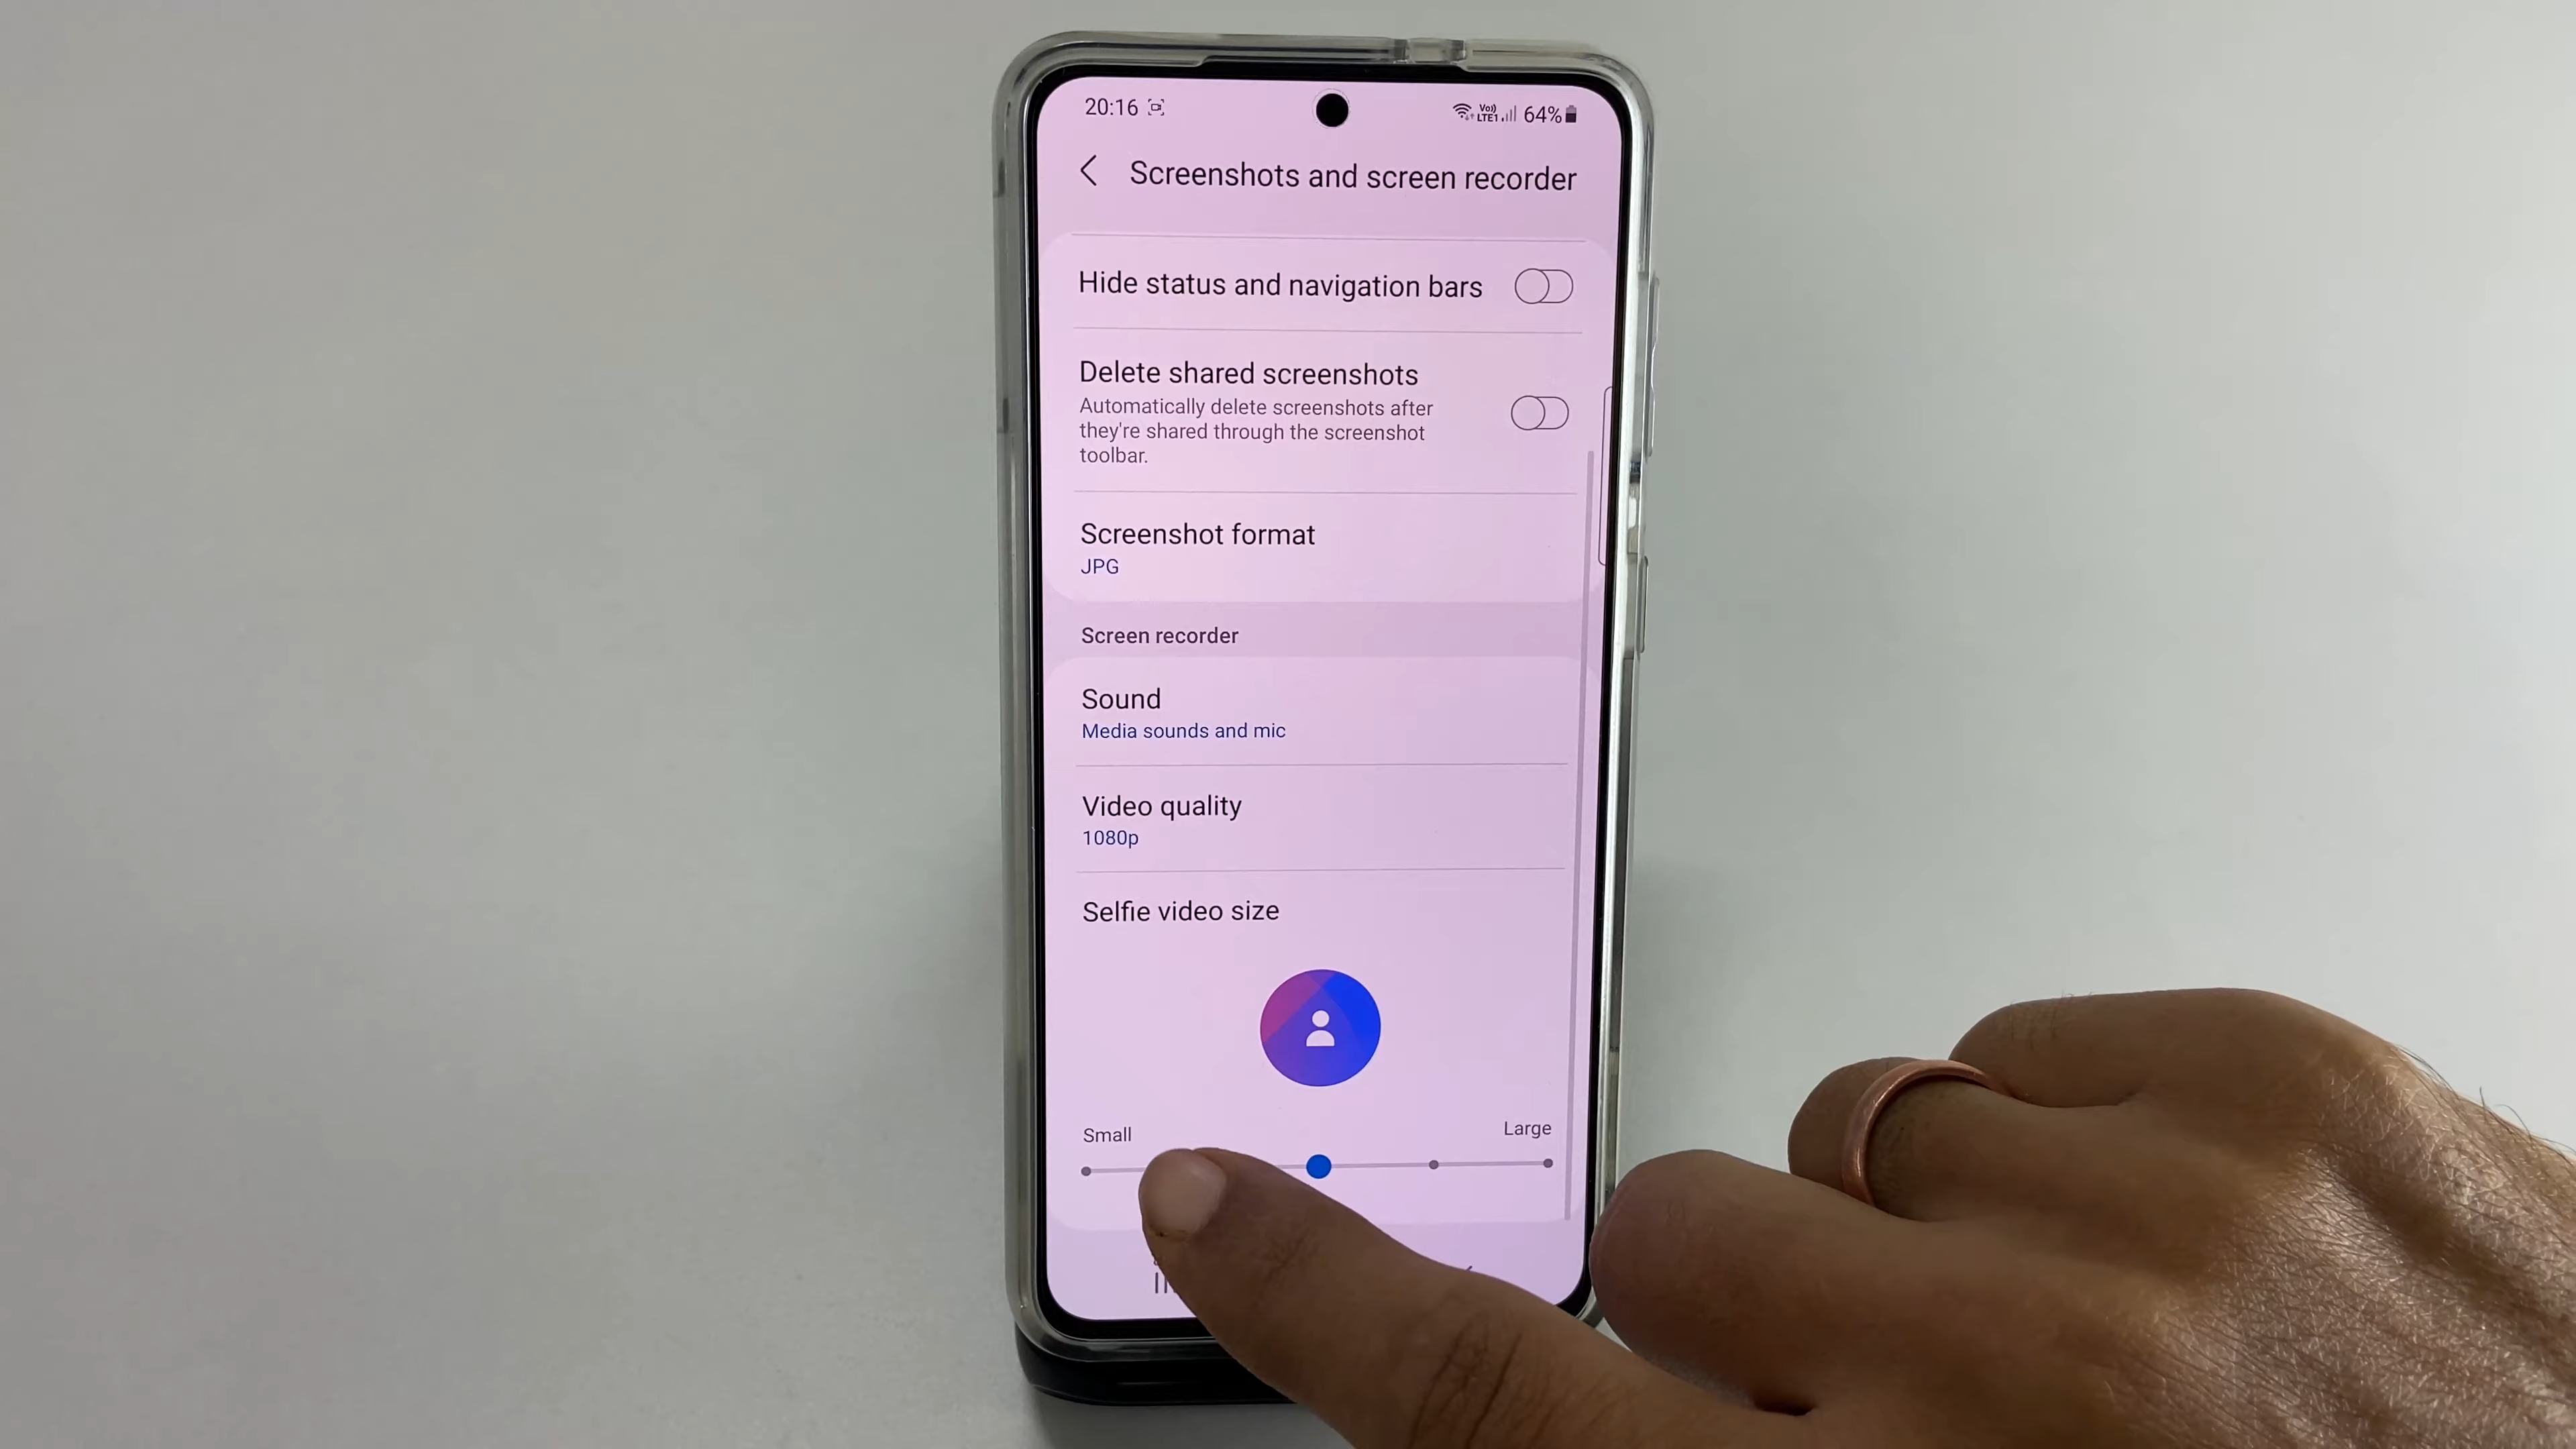 20:16 Vo)) LTE1 64%
Screenshots and screen recorder
Hide status and navigation bars
Delete shared screenshots
Automatically delete screenshots after
they're shared through the screenshot
toolbar.
Screenshot format
JPG
Screen recorder
Sound
Media sounds and mic
Video quality
1080p
Selfie video size
Small Large